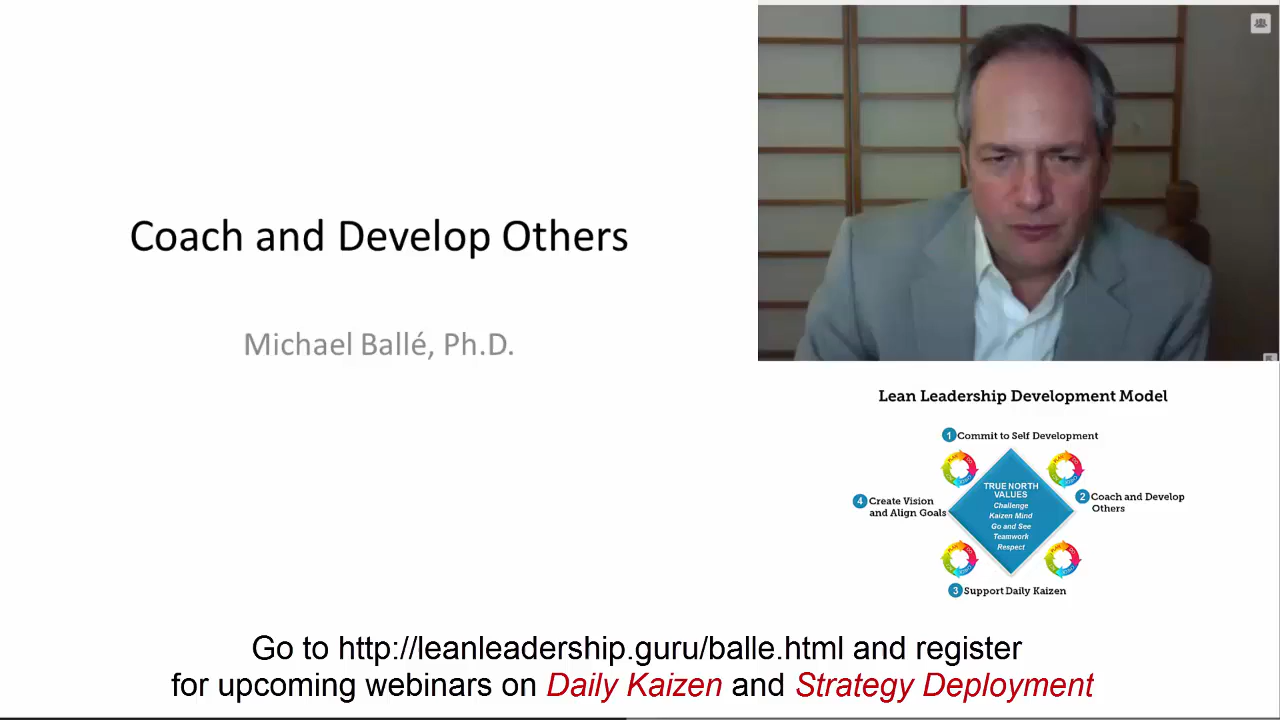 Coach and Develop Others
Michael Ballé, Ph.D.
Lean Leadership Development Model
1 Commit to Self Development
TRUE NORTH
VALUES
Challenge
Kaizen Mind
Go and See
Teamwork
Respect
2 Coach and Develop
Others
3 Support Daily Kaizen
4 Create Vision
and Align Goals
Go to http://leanleadership.guru/balle.html and register
for upcoming webinars on Daily Kaizen and Strategy Deployment